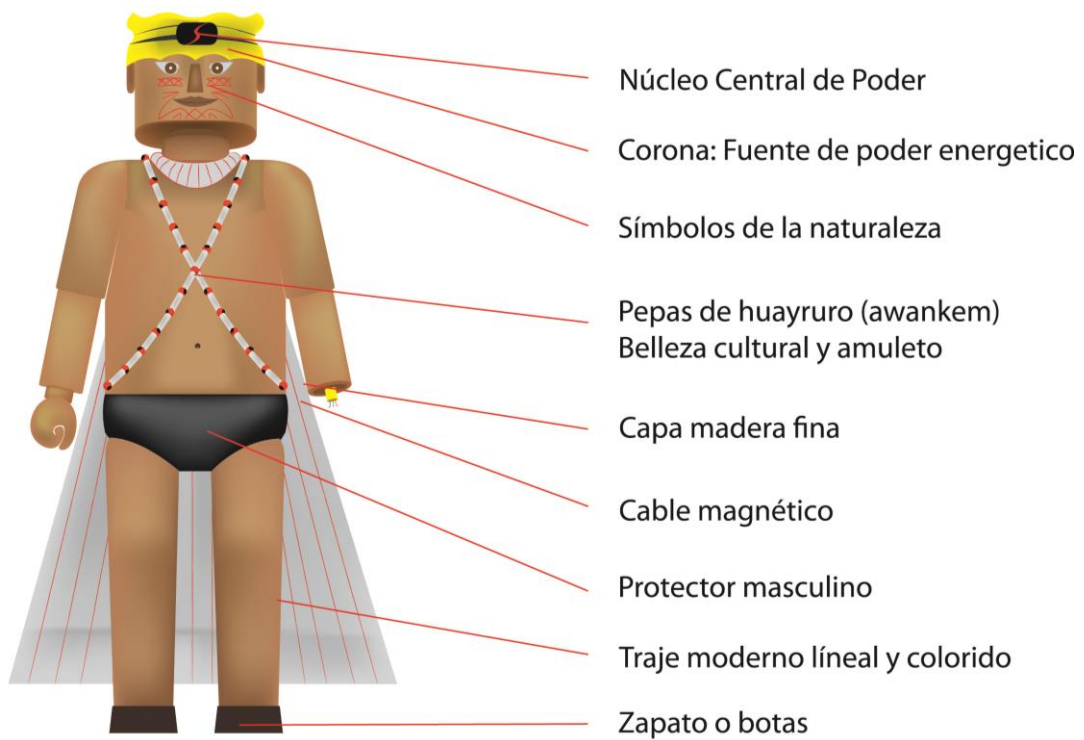 Núcleo Central de Poder
Corona: Fuente de poder energetico
Símbolos de la naturaleza
Pepas de huayruro (awankem)
Belleza cultural y amuleto
Capa madera fina
Cable magnético
Protector masculino
Traje moderno líneal y colorido
Zapato o botas